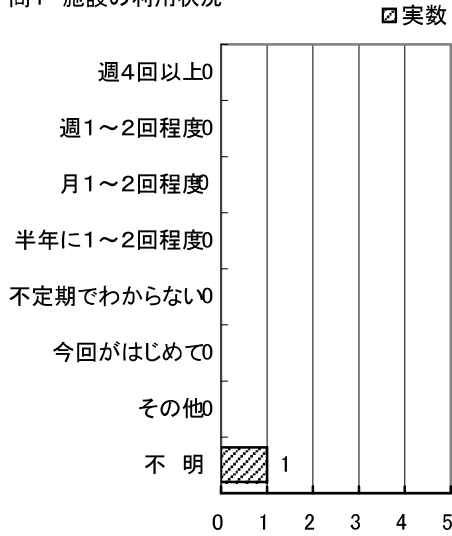 問1 施設の利用状況
実数
週4回以上0
週1～2回程度0
月1～2回程度0
半年に1～2回程度0
不定期でわからない0
今回がはじめて0
その他0
不 明 1
0 1 2 3 4 5